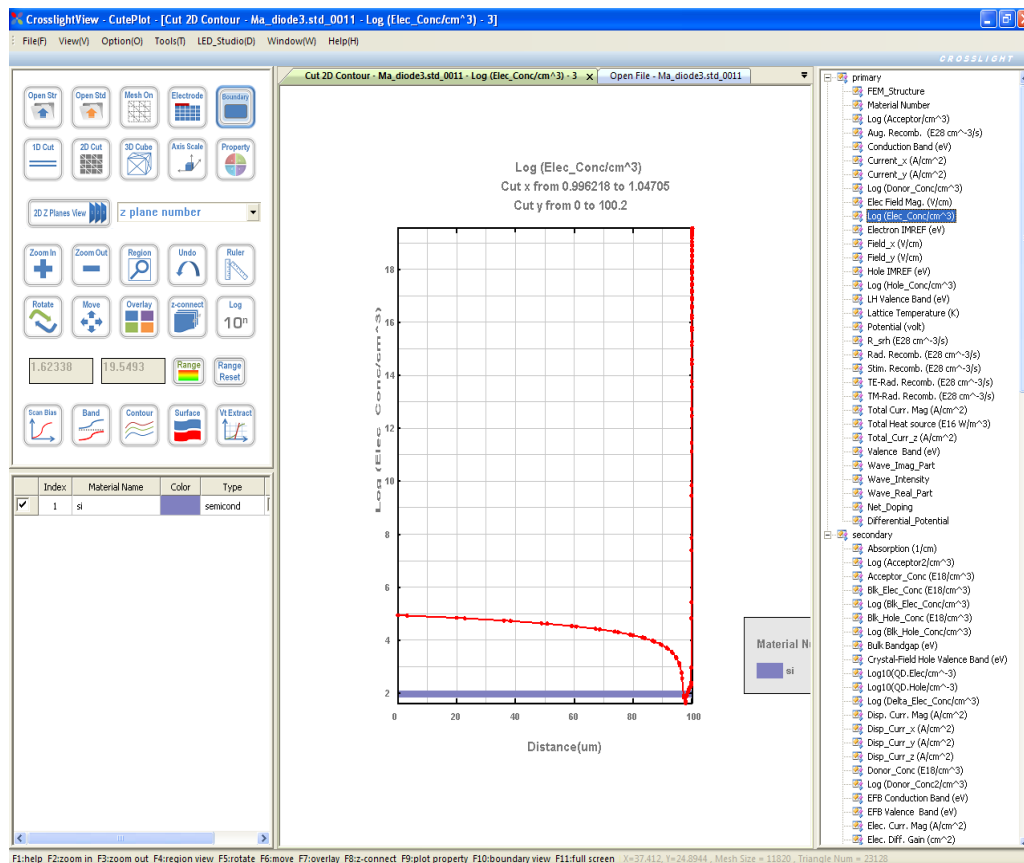 CrosslightView - CutePlot - [Cut 2D Contour - Ma_diode3.std_0011 - Log (Elec_Conc/cm^3) - 3]
File(F) View(V) Option(O) Tools(T) LED_Studio(D) Window(W) Help(H)
CROSSLIGHT
Open Str Open Std Mesh On Electrode Boundary
1D Cut 2D Cut 3D Cube Axis Scale Property
2D Z Planes View z plane number
Zoom In Zoom Out Region Undo Ruler
Rotate Move Overlay z-connect Log
10ⁿ
1.62338 19.5493 Range Range Reset
Scan Bias Band Contour Surface Vt Extract
Index Material Name Color Type
1 si semicond
Cut 2D Contour - Ma_diode3.std_0011 - Log (Elec_Conc/cm^3) - 3 x Open File - Ma_diode3.std_0011
Log (Elec_Conc/cm^3)
Cut x from 0.996218 to 1.04705
Cut y from 0 to 100.2
Log (Elec_Conc/cm^3)
18
16
14
12
10
8
6
4
2
0 20 40 60 80 100
Distance(um)
si
primary
FEM_Structure
Material Number
Log (Acceptor/cm^3)
Aug. Recomb. (E28 cm^-3/s)
Conduction Band (eV)
Current_x (A/cm^2)
Current_y (A/cm^2)
Log (Donor_Conc/cm^3)
Elec Field Mag. (V/cm)
Log (Elec_Conc/cm^3)
Electron IMREF (eV)
Field_x (V/cm)
Field_y (V/cm)
Hole IMREF (eV)
Log (Hole_Conc/cm^3)
LH Valence Band (eV)
Lattice Temperature (K)
Potential (volt)
R_srh (E28 cm^-3/s)
Rad. Recomb. (E28 cm^-3/s)
Stim. Recomb. (E28 cm^-3/s)
TE-Rad. Recomb. (E28 cm^-3/s)
TM-Rad. Recomb. (E28 cm^-3/s)
Total Curr. Mag (A/cm^2)
Total Heat source (E16 W/m^3)
Total_Curr_z (A/cm^2)
Valence Band (eV)
Wave_Imag_Part
Wave_Intensity
Wave_Real_Part
Net_Doping
Differential_Potential
secondary
Absorption (1/cm)
Log (Acceptor2/cm^3)
Acceptor_Conc (E18/cm^3)
Blk_Elec_Conc (E18/cm^3)
Log (Blk_Elec_Conc/cm^3)
Blk_Hole_Conc (E18/cm^3)
Log (Blk_Hole_Conc/cm^3)
Bulk Bandgap (eV)
Crystal-Field Hole Valence Band (eV)
Log10(QD.Elec/cm^-3)
Log10(QD.Hole/cm^-3)
Log (Delta_Elec_Conc/cm^3)
Disp. Curr. Mag (A/cm^2)
Disp_Curr_x (A/cm^2)
Disp_Curr_y (A/cm^2)
Disp_Curr_z (A/cm^2)
Donor_Conc (E18/cm^3)
Log (Donor_Conc2/cm^3)
EFB Conduction Band (eV)
EFB Valence Band (eV)
Elec. Curr. Mag (A/cm^2)
Elec. Diff. Gain (cm^2)
Material N
F1:help F2:zoom in F3:zoom out F4:region view F5:rotate F6:move F7:overlay F8:z-connect F9:plot property F10:boundary view F11:full screen X=37.412, Y=24.8944 , Mesh Size = 11820 , Triangle Num = 23128